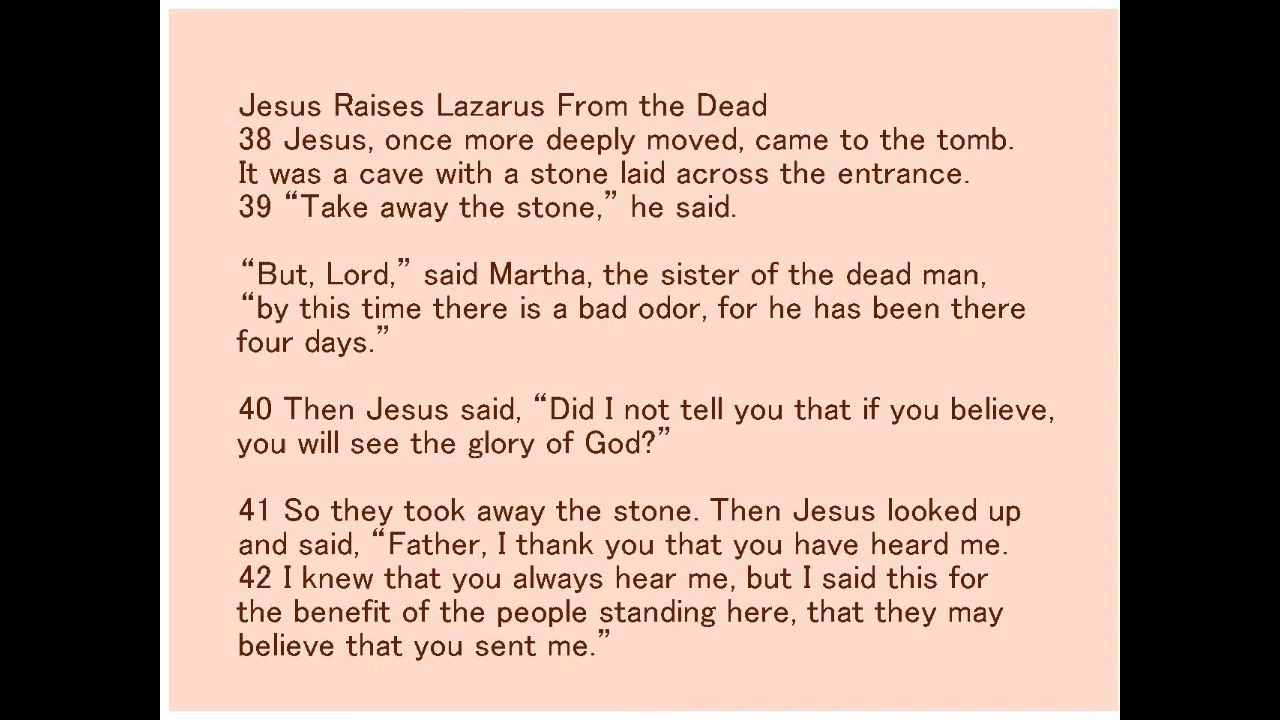 Jesus Raises Lazarus From the Dead
38 Jesus, once more deeply moved, came to the tomb.
It was a cave with a stone laid across the entrance.
39 “Take away the stone,” he said.
“But, Lord,” said Martha, the sister of the dead man,
“by this time there is a bad odor, for he has been there
four days.”
40 Then Jesus said, “Did I not tell you that if you believe,
you will see the glory of God?”
41 So they took away the stone. Then Jesus looked up
and said, “Father, I thank you that you have heard me.
42 I knew that you always hear me, but I said this for
the benefit of the people standing here, that they may
believe that you sent me.”